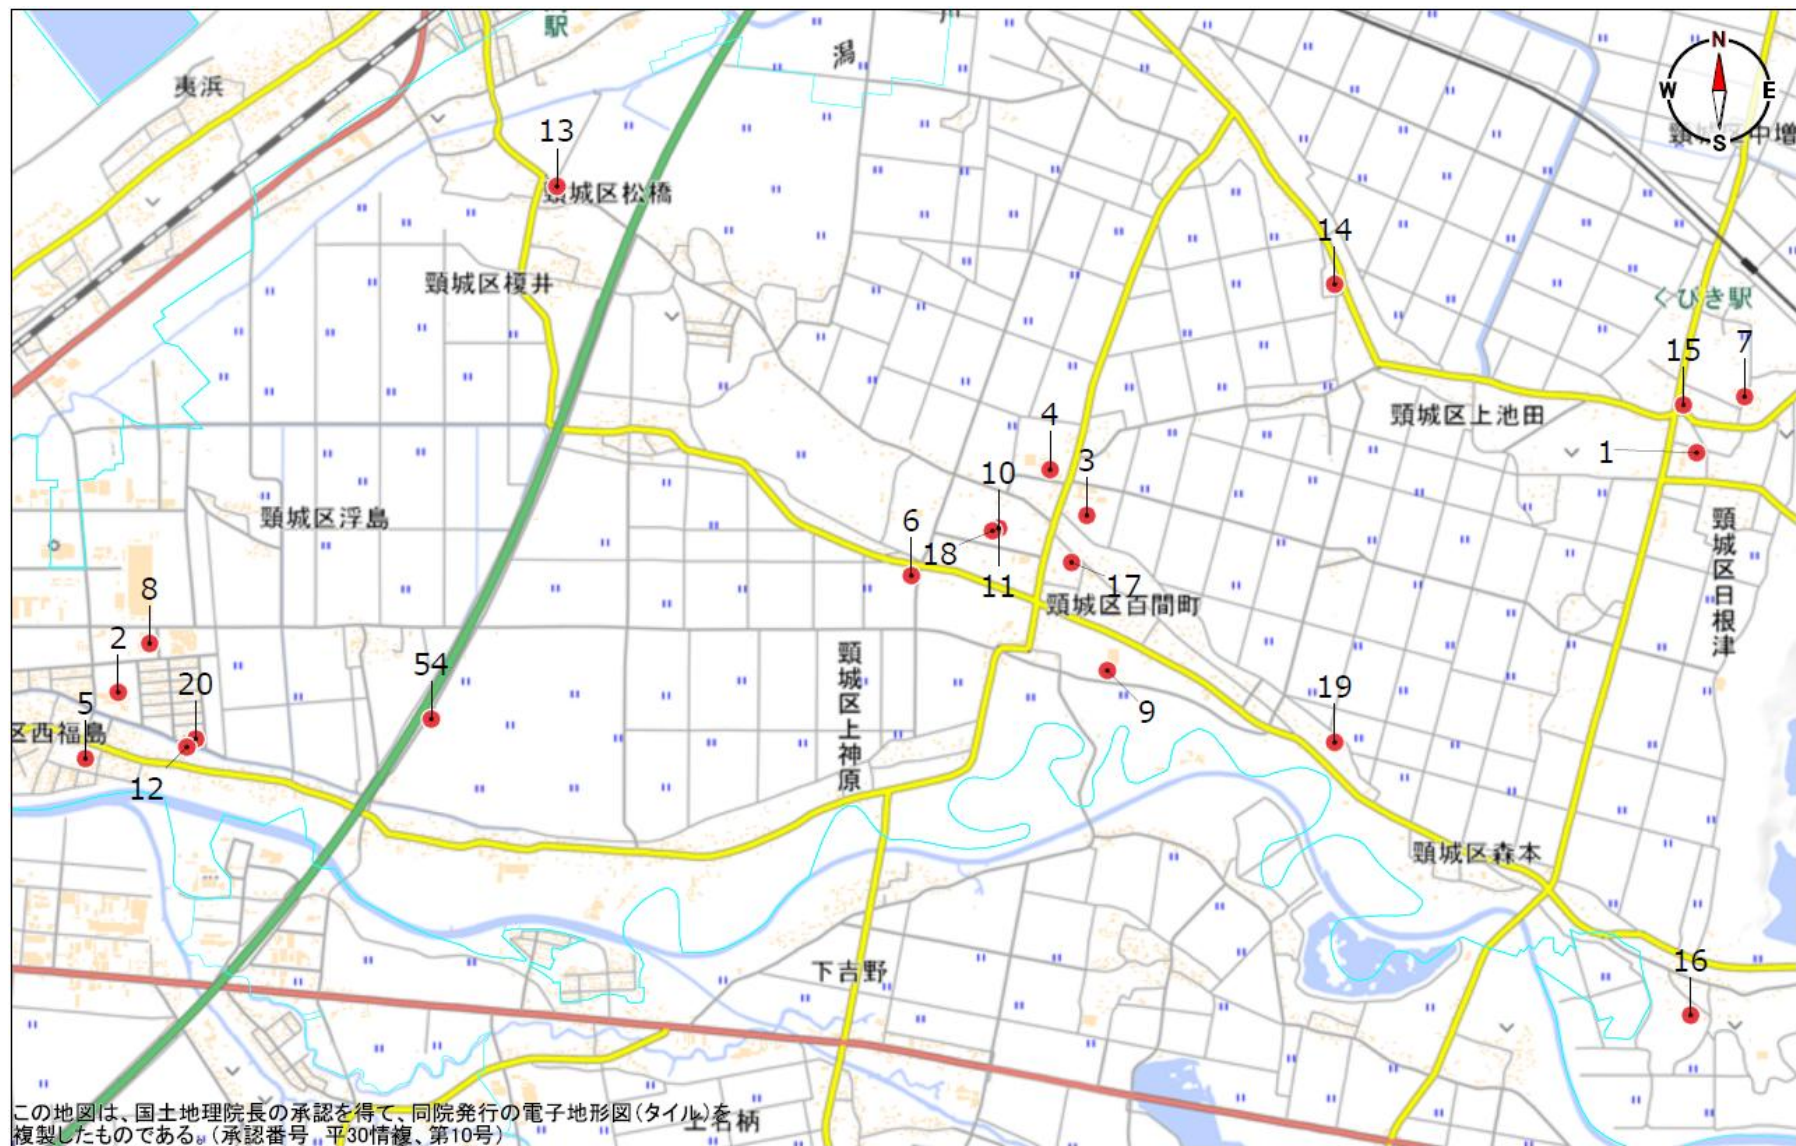 駅
潟
N
W
E
S
夷浜
13
頸城区中増
頸城区松橋
14
頸城区榎井
くびき駅
15
7
頸城区上池田
4
3
1
10
頸城区浮島
6
18
11
17
頸城区百間町
頸城区日根津
8
2
54
20
頸城区上神原
19
5
9
区西福島
12
頸城区森本
下吉野
16
この地図は、国土地理院長の承認を得て、同院発行の電子地形図(タイル)を
複製したものである。(承認番号 平30情複、第10号)
上名柄